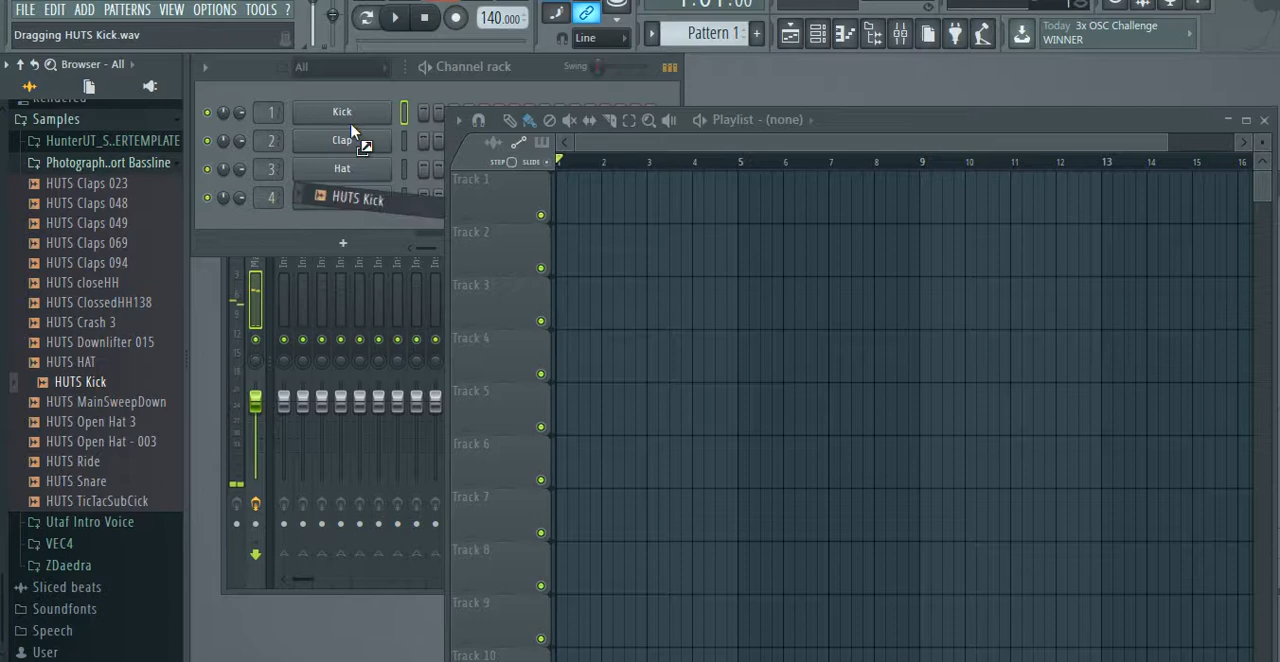 FILE EDIT ADD PATTERNS VIEW OPTIONS TOOLS ?
Dragging HUTS Kick.wav
140.000
Line
Pattern 1
+
Today 3x OSC Challenge
WINNER
Browser - All
All
Channel rack
Swing
Samples
HunterUT_S..ERTEMPLATE
Photograph..ort Bassline
HUTS Claps 023
HUTS Claps 048
HUTS Claps 049
HUTS Claps 069
HUTS Claps 094
HUTS closeHH
HUTS ClossedHH138
HUTS Crash 3
HUTS Downlifter 015
HUTS HAT
HUTS Kick
HUTS MainSweepDown
HUTS Open Hat 3
HUTS Open Hat - 003
HUTS Ride
HUTS Snare
HUTS TicTacSubCick
Utaf Intro Voice
VEC4
ZDaedra
Sliced beats
Soundfonts
Speech
User
1 Kick
2 Clap
3 Hat
4
HUTS Kick
+
Playlist - (none)
STEP SLIDE
1 2 3 4 5 6 7 8 9 10 11 12 13 14 15 16
Track 1
Track 2
Track 3
Track 4
Track 5
Track 6
Track 7
Track 8
Track 9
Track 10